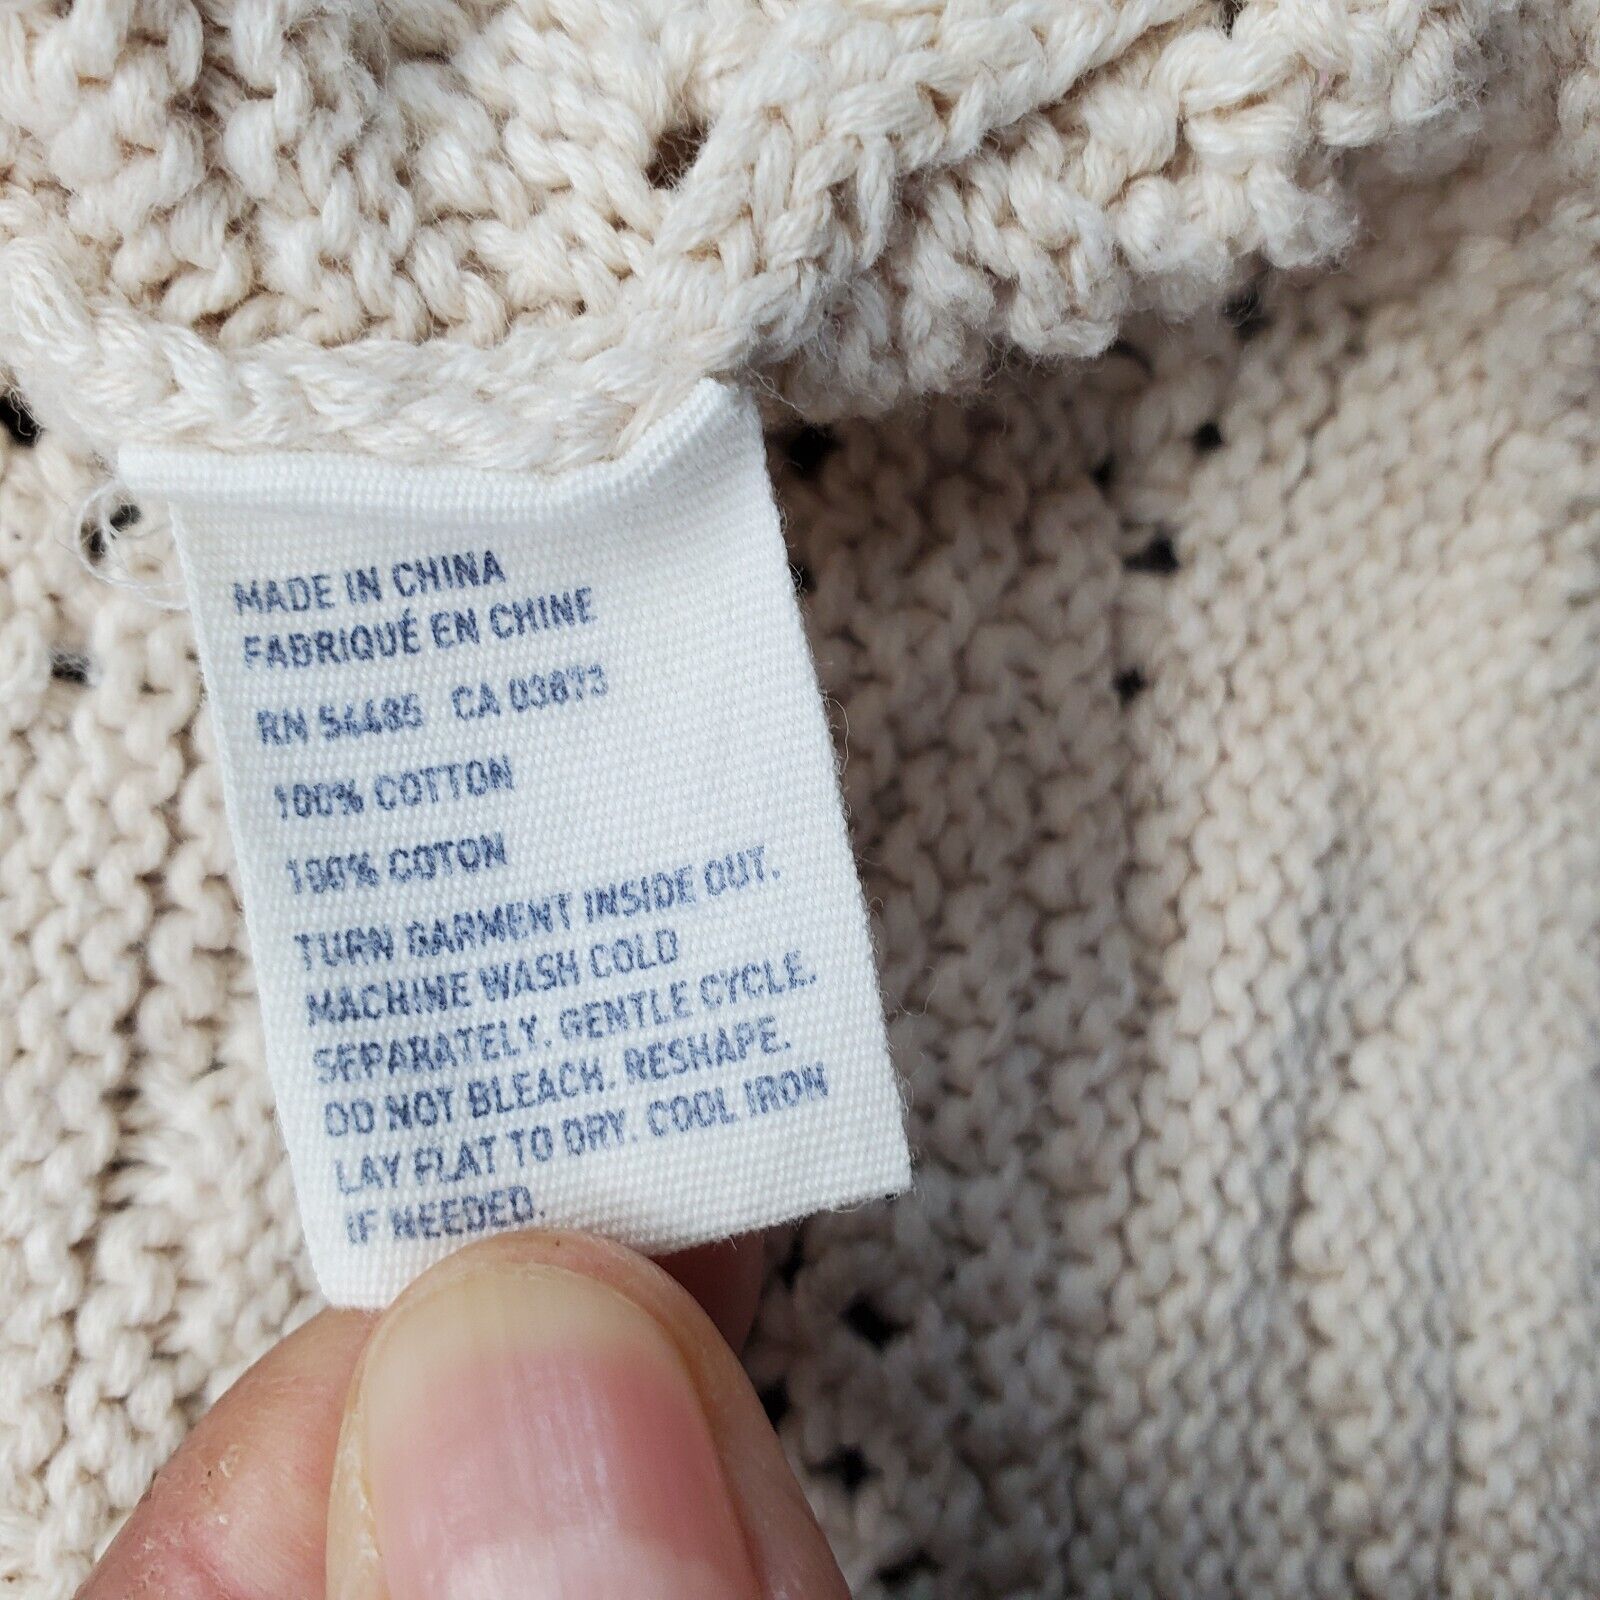 MADE IN CHINA
FABRIQUÉ EN CHINE
RN 54485 CA 03673
100% COTTON
100% COTON
TURN GARMENT INSIDE OUT.
MACHINE WASH COLD
SEPARATELY. GENTLE CYCLE.
DO NOT BLEACH. RESHAPE.
LAY FLAT TO DRY. COOL IRON
IF NEEDED.